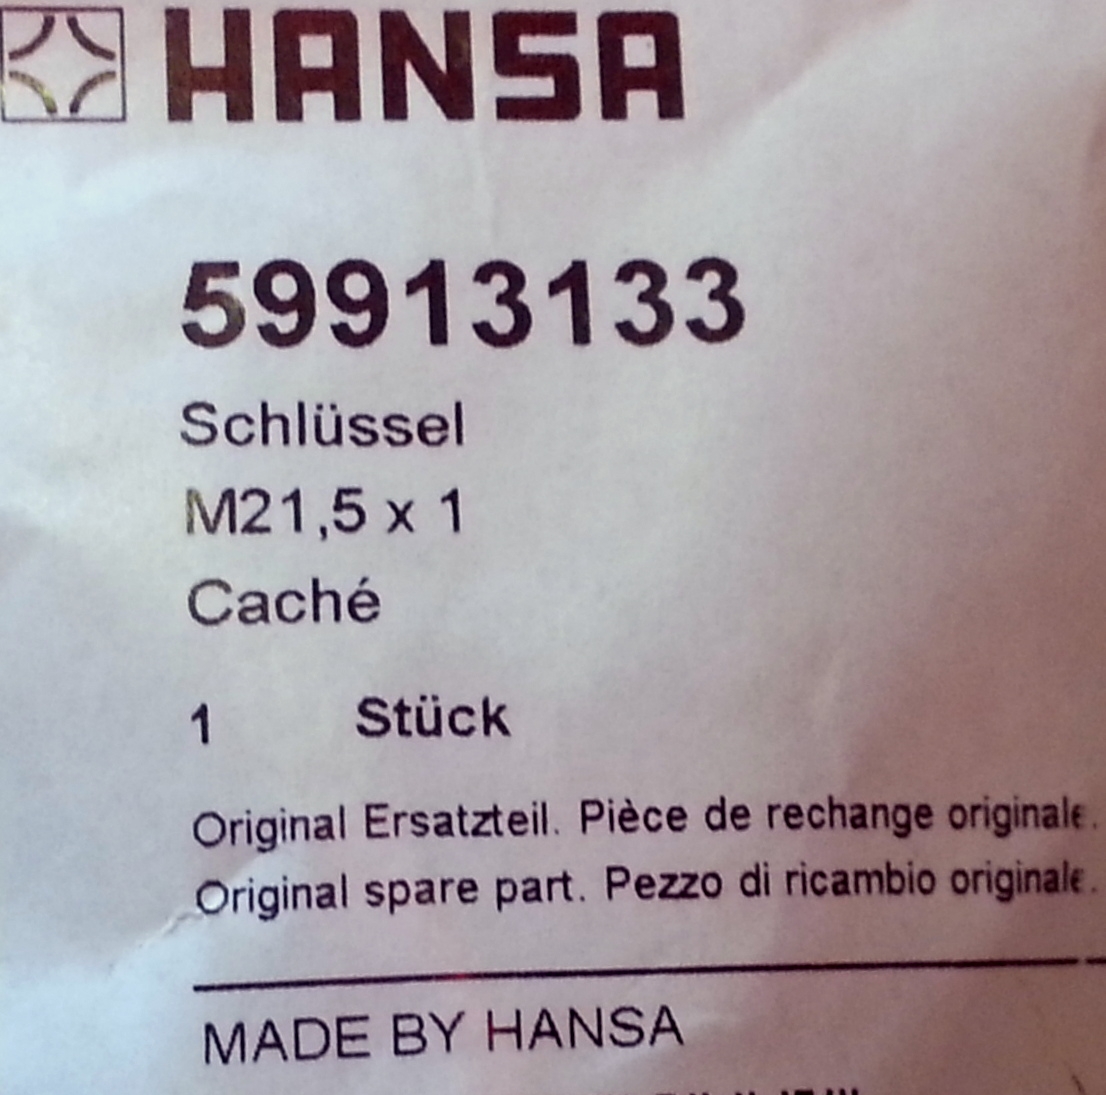 HANSA
59913133
Schlüssel
M21,5 x 1
Caché
1 Stück
Original Ersatzteil. Pièce de rechange originale.
Original spare part. Pezzo di ricambio originale.
MADE BY HANSA